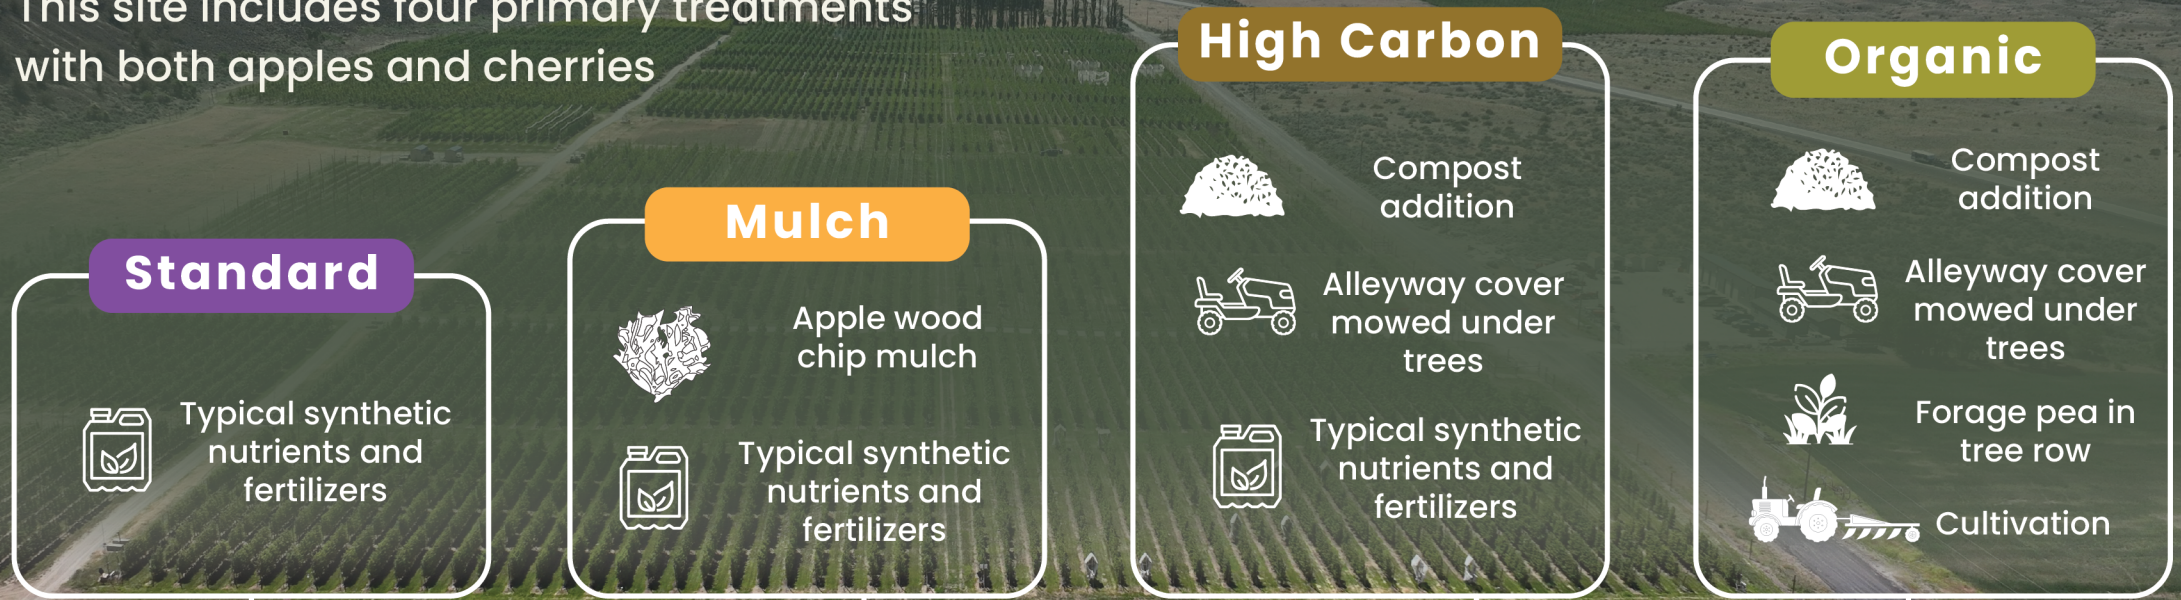 This site includes four primary treatments
with both apples and cherries
Standard
Typical synthetic
nutrients and
fertilizers
Mulch
Apple wood
chip mulch
Typical synthetic
nutrients and
fertilizers
High Carbon
Compost
addition
Alleyway cover
mowed under
trees
Typical synthetic
nutrients and
fertilizers
Organic
Compost
addition
Alleyway cover
mowed under
trees
Forage pea in
tree row
Cultivation